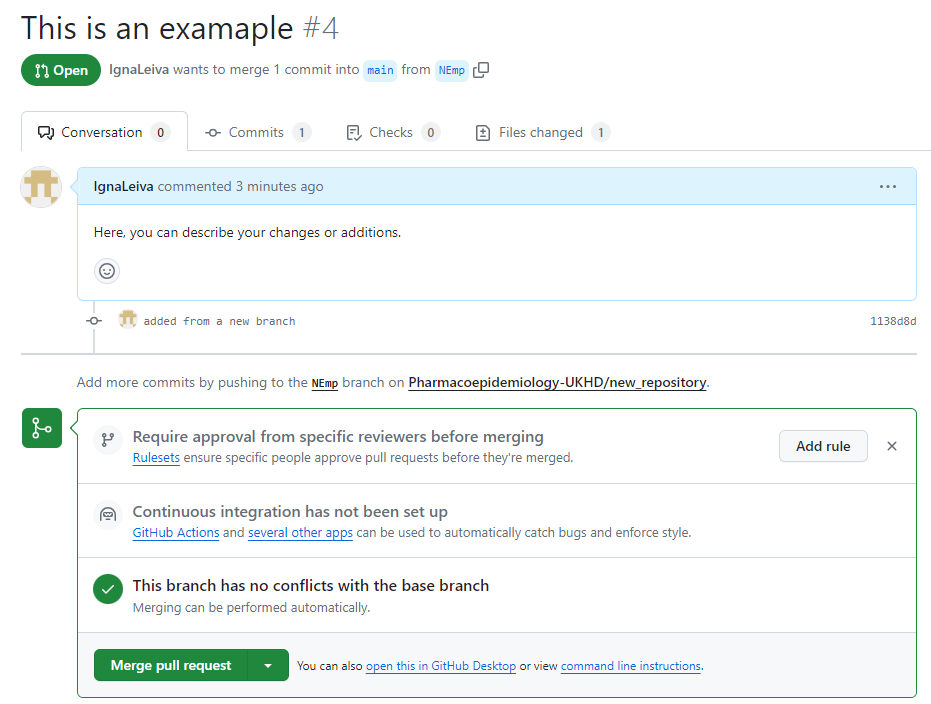 This is an examaple #4
Open IgnaLeiva wants to merge 1 commit into main from NEmp
Conversation 0 Commits 1 Checks 0 Files changed 1
IgnaLeiva commented 3 minutes ago
Here, you can describe your changes or additions.
added from a new branch 1138d8d
Add more commits by pushing to the NEmp branch on Pharmacoepidemiology-UKHD/new_repository.
Require approval from specific reviewers before merging
Rulesets ensure specific people approve pull requests before they're merged.
Add rule
Continuous integration has not been set up
GitHub Actions and several other apps can be used to automatically catch bugs and enforce style.
This branch has no conflicts with the base branch
Merging can be performed automatically.
Merge pull request You can also open this in GitHub Desktop or view command line instructions.